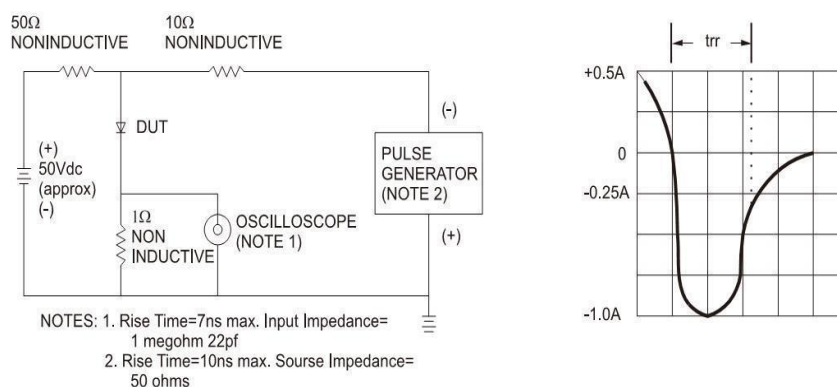 50Ω
NONINDUCTIVE
10Ω
NONINDUCTIVE
DUT
(+)
50Vdc
(approx)
(-)
1Ω
NON
INDUCTIVE
OSCILLOSCOPE
(NOTE 1)
(-)
PULSE
GENERATOR
(NOTE 2)
(+)
NOTES: 1. Rise Time=7ns max. Input Impedance=
1 megohm 22pf
2. Rise Time=10ns max. Sourse Impedance=
50 ohms
trr
+0.5A
0
-0.25A
-1.0A